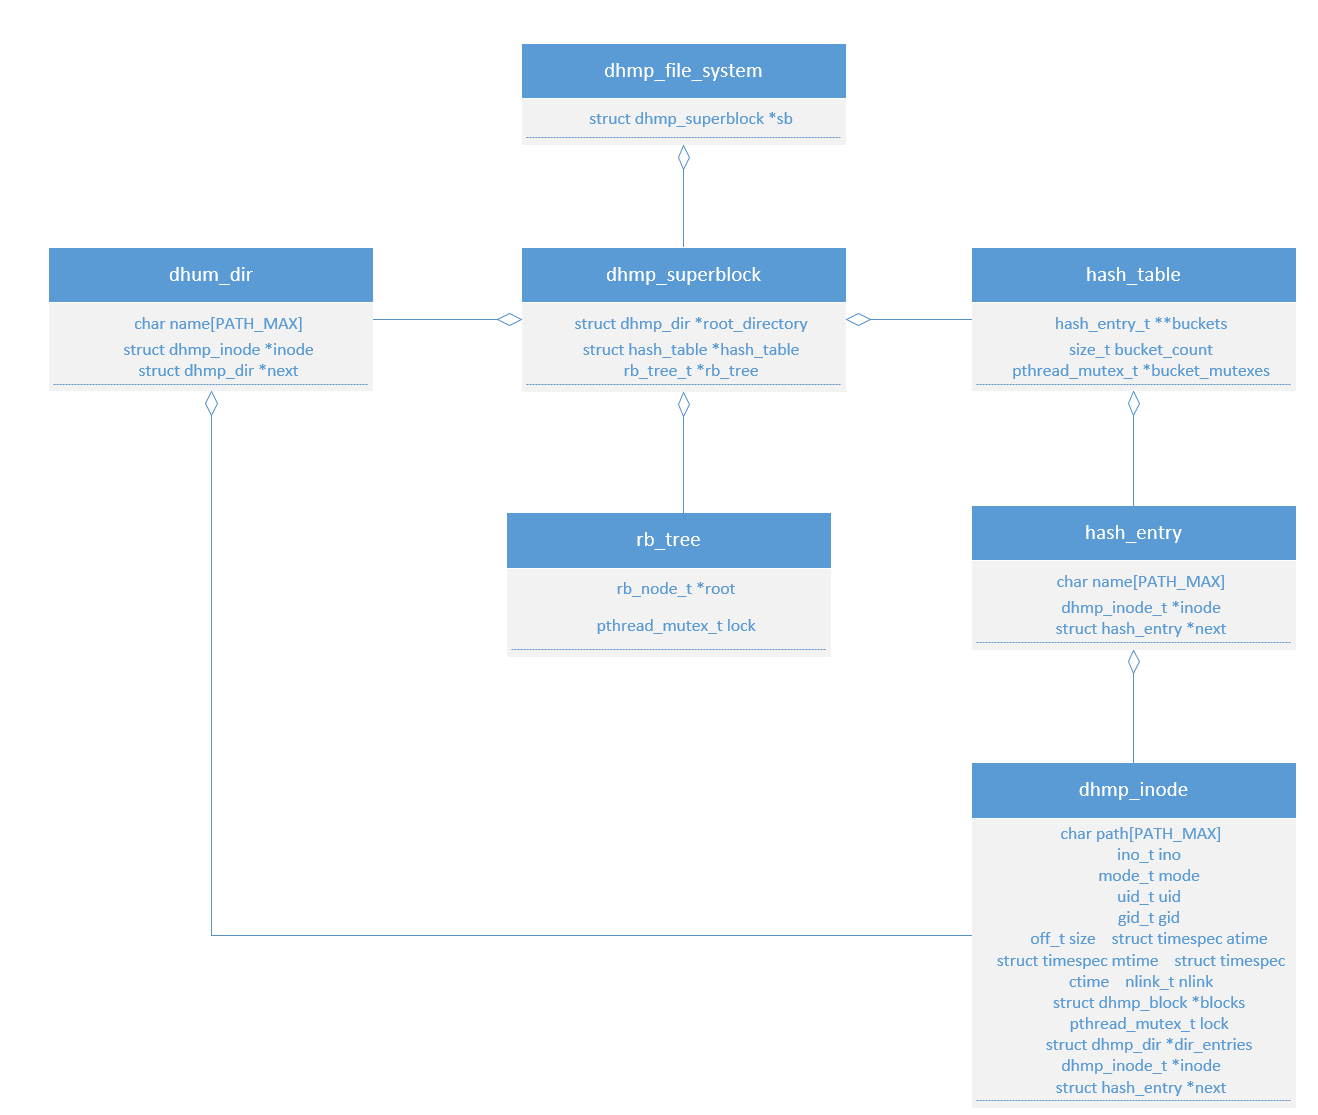 dhmp_file_system
struct dhmp_superblock *sb
dhum_dir
char name[PATH_MAX]
struct dhmp_inode *inode
struct dhmp_dir *next
dhmp_superblock
struct dhmp_dir *root_directory
struct hash_table *hash_table
rb_tree_t *rb_tree
hash_table
hash_entry_t **buckets
size_t bucket_count
pthread_mutex_t *bucket_mutexes
rb_tree
rb_node_t *root
pthread_mutex_t lock
hash_entry
char name[PATH_MAX]
dhmp_inode_t *inode
struct hash_entry *next
dhmp_inode
char path[PATH_MAX]
ino_t ino
mode_t mode
uid_t uid
gid_t gid
off_t size    struct timespec atime
struct timespec mtime    struct timespec
ctime    nlink_t nlink
struct dhmp_block *blocks
pthread_mutex_t lock
struct dhmp_dir *dir_entries
dhmp_inode_t *inode
struct hash_entry *next